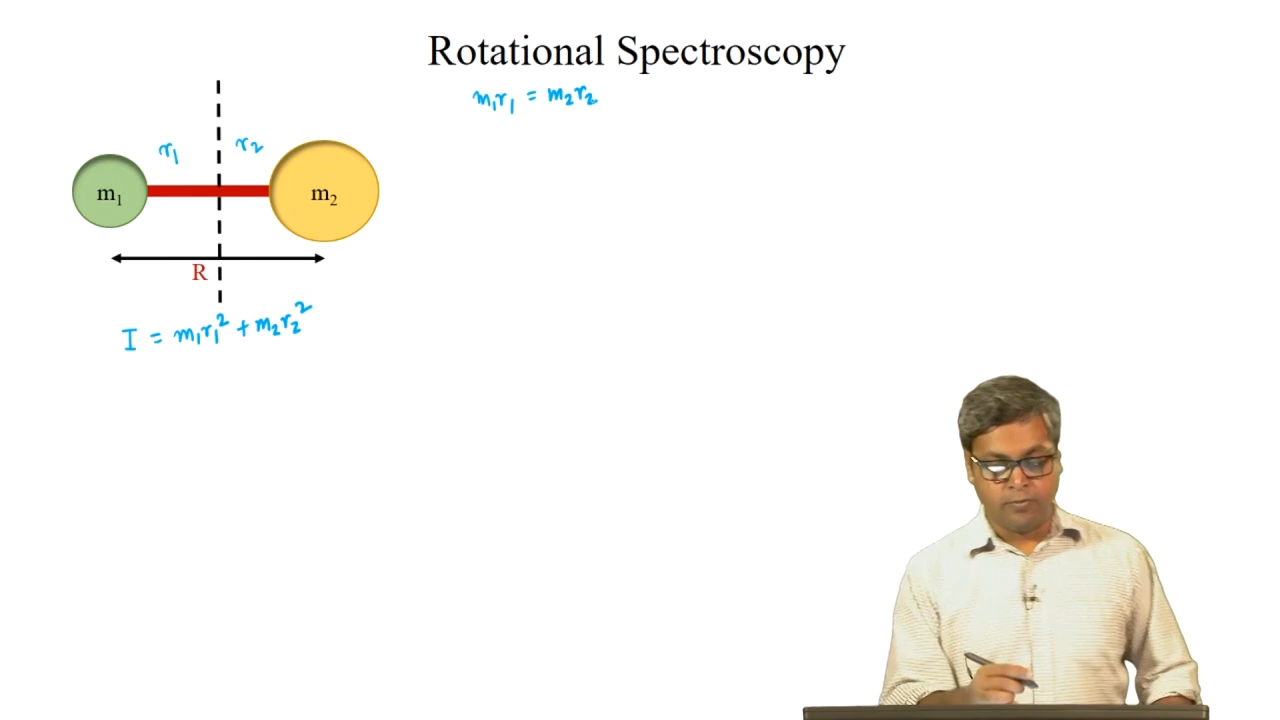 Rotational Spectroscopy
m₁r₁ = m₂r₂
r₁ r₂
m₁ m₂
R
I = m₁r₁² + m₂r₂²